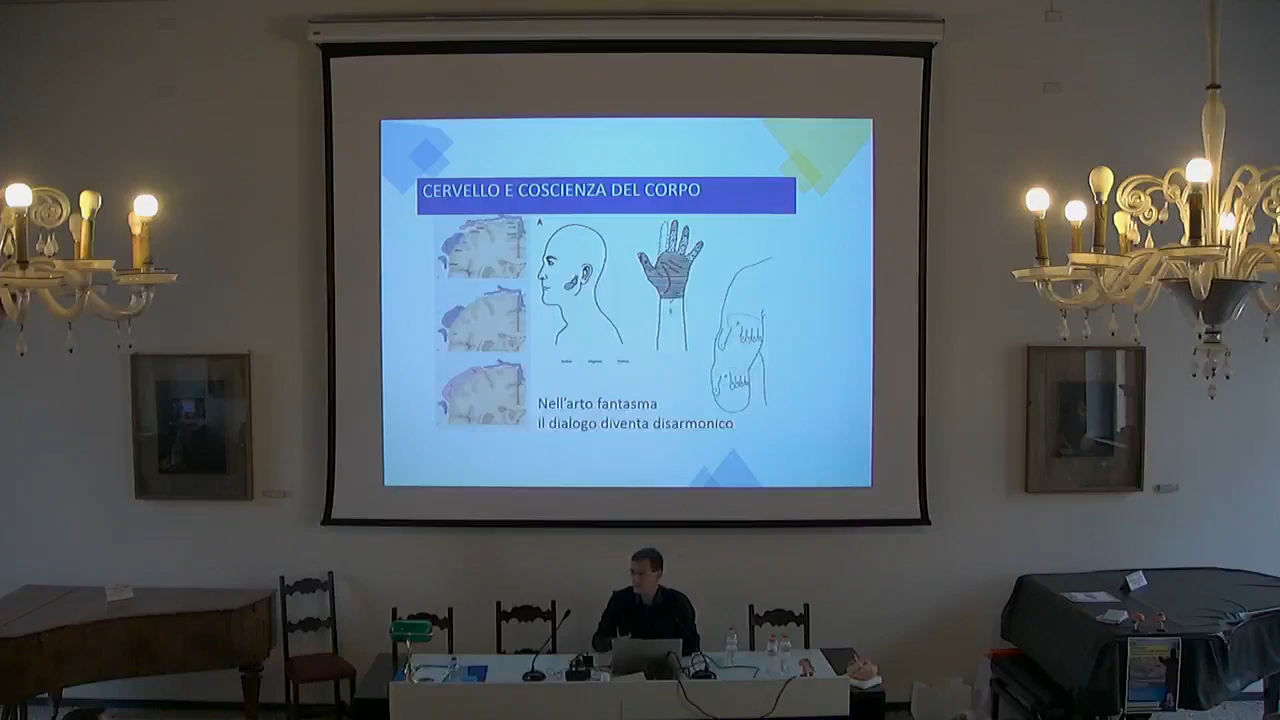 CERVELLO E COSCIENZA DEL CORPO
A
Nell'arto fantasma
il dialogo diventa disarmonico